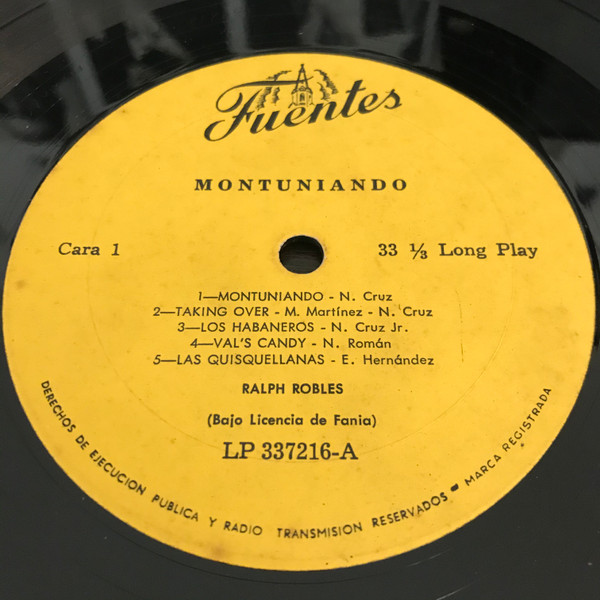 Fuentes
MONTUNIANDO
Cara 1
33 ⅓ Long Play
1—MONTUNIANDO - N. Cruz
2—TAKING OVER - M. Martínez - N. Cruz
3—LOS HABANEROS - N. Cruz Jr.
4—VAL'S CANDY - N. Román
5—LAS QUISQUELLANAS - E. Hernández
RALPH ROBLES
(Bajo Licencia de Fania)
LP 337216-A
DERECHOS DE EJECUCION PUBLICA Y RADIO TRANSMISION RESERVADOS - MARCA REGISTRADA